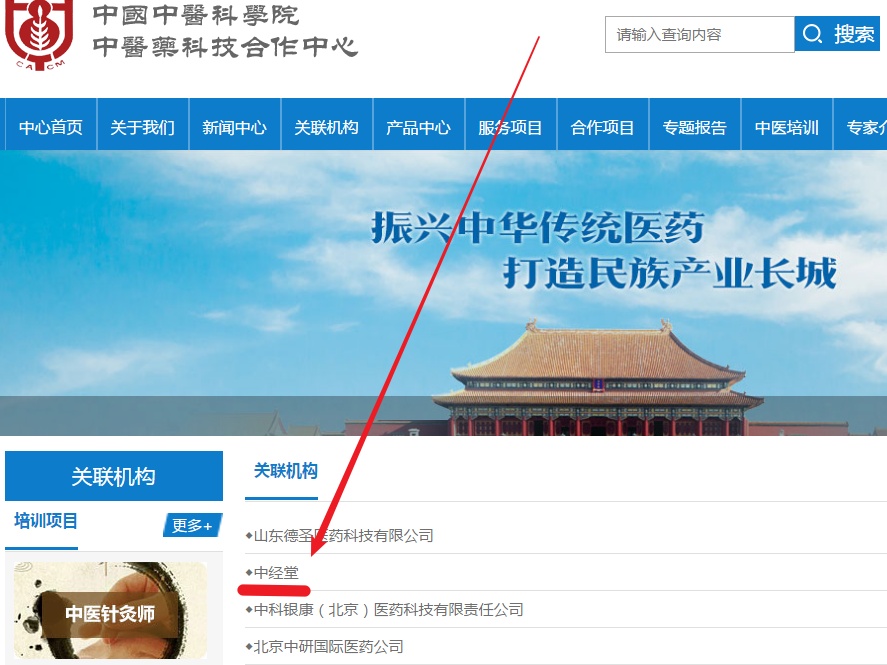 中國中醫科學院
中醫藥科技合作中心
CACM
请输入查询内容
搜索
中心首页 关于我们 新闻中心 关联机构 产品中心 服务项目 合作项目 专题报告 中医培训 专家
振兴中华传统医药
打造民族产业长城
关联机构
培训项目 更多+
中医针灸师
关联机构
◆山东德圣医药科技有限公司
◆中经堂
◆中科银康（北京）医药科技有限责任公司
◆北京中研国际医药公司